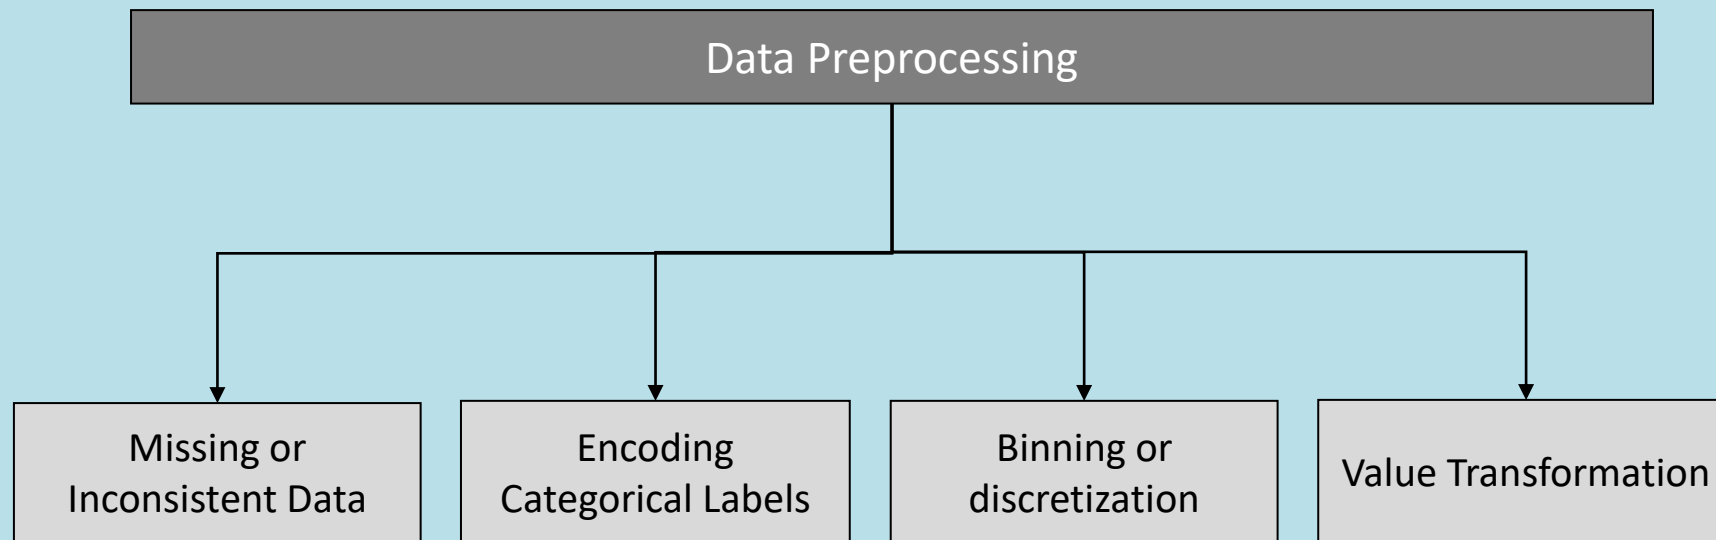 Data Preprocessing
Missing or
Inconsistent Data
Encoding
Categorical Labels
Binning or
discretization
Value Transformation